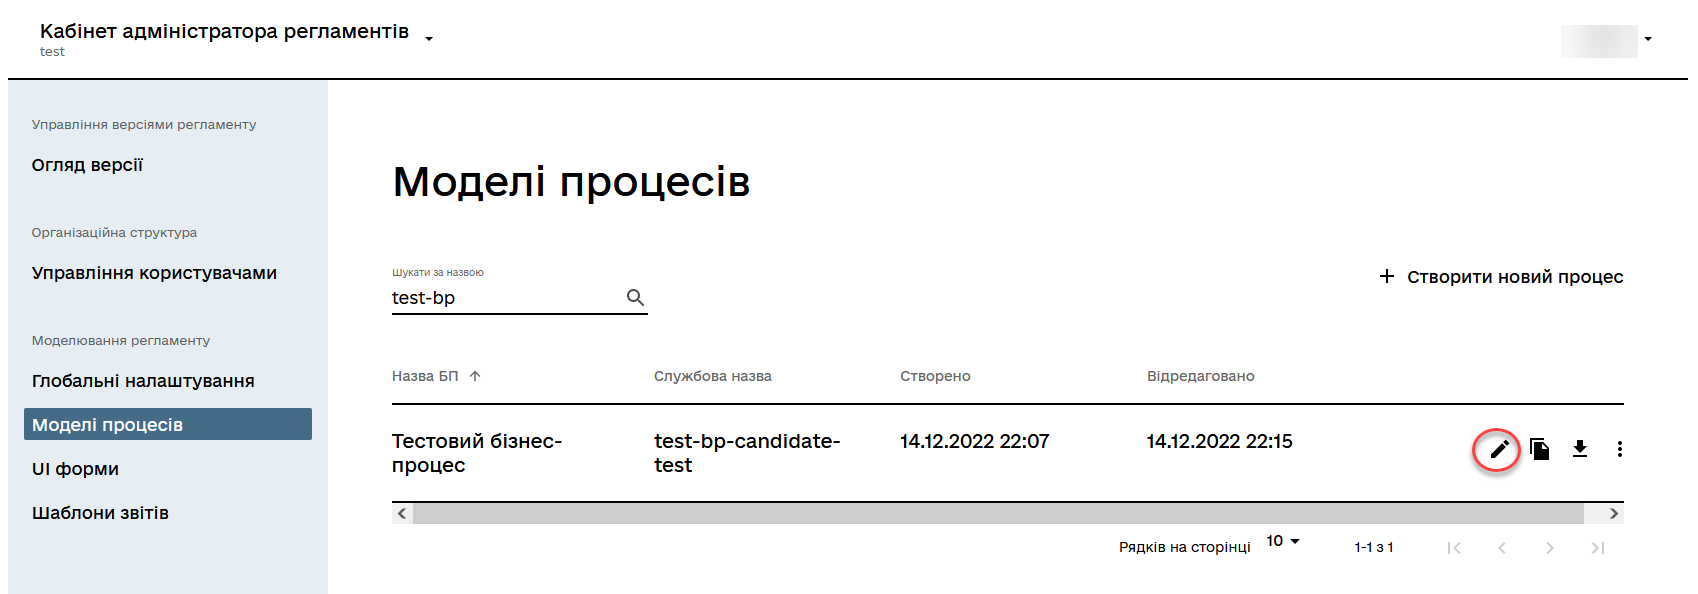 Кабінет адміністратора регламентів
test
Управління версіями регламенту
Огляд версії
Організаційна структура
Управління користувачами
Моделювання регламенту
Глобальні налаштування
Моделі процесів
UI форми
Шаблони звітів
Моделі процесів
Шукати за назвою
test-bp
Створити новий процес
Назва БП Службова назва Створено Відредаговано
Тестовий бізнес- test-bp-candidate- 14.12.2022 22:07 14.12.2022 22:15
процес test
Рядків на сторінці 10 1-1 з 1